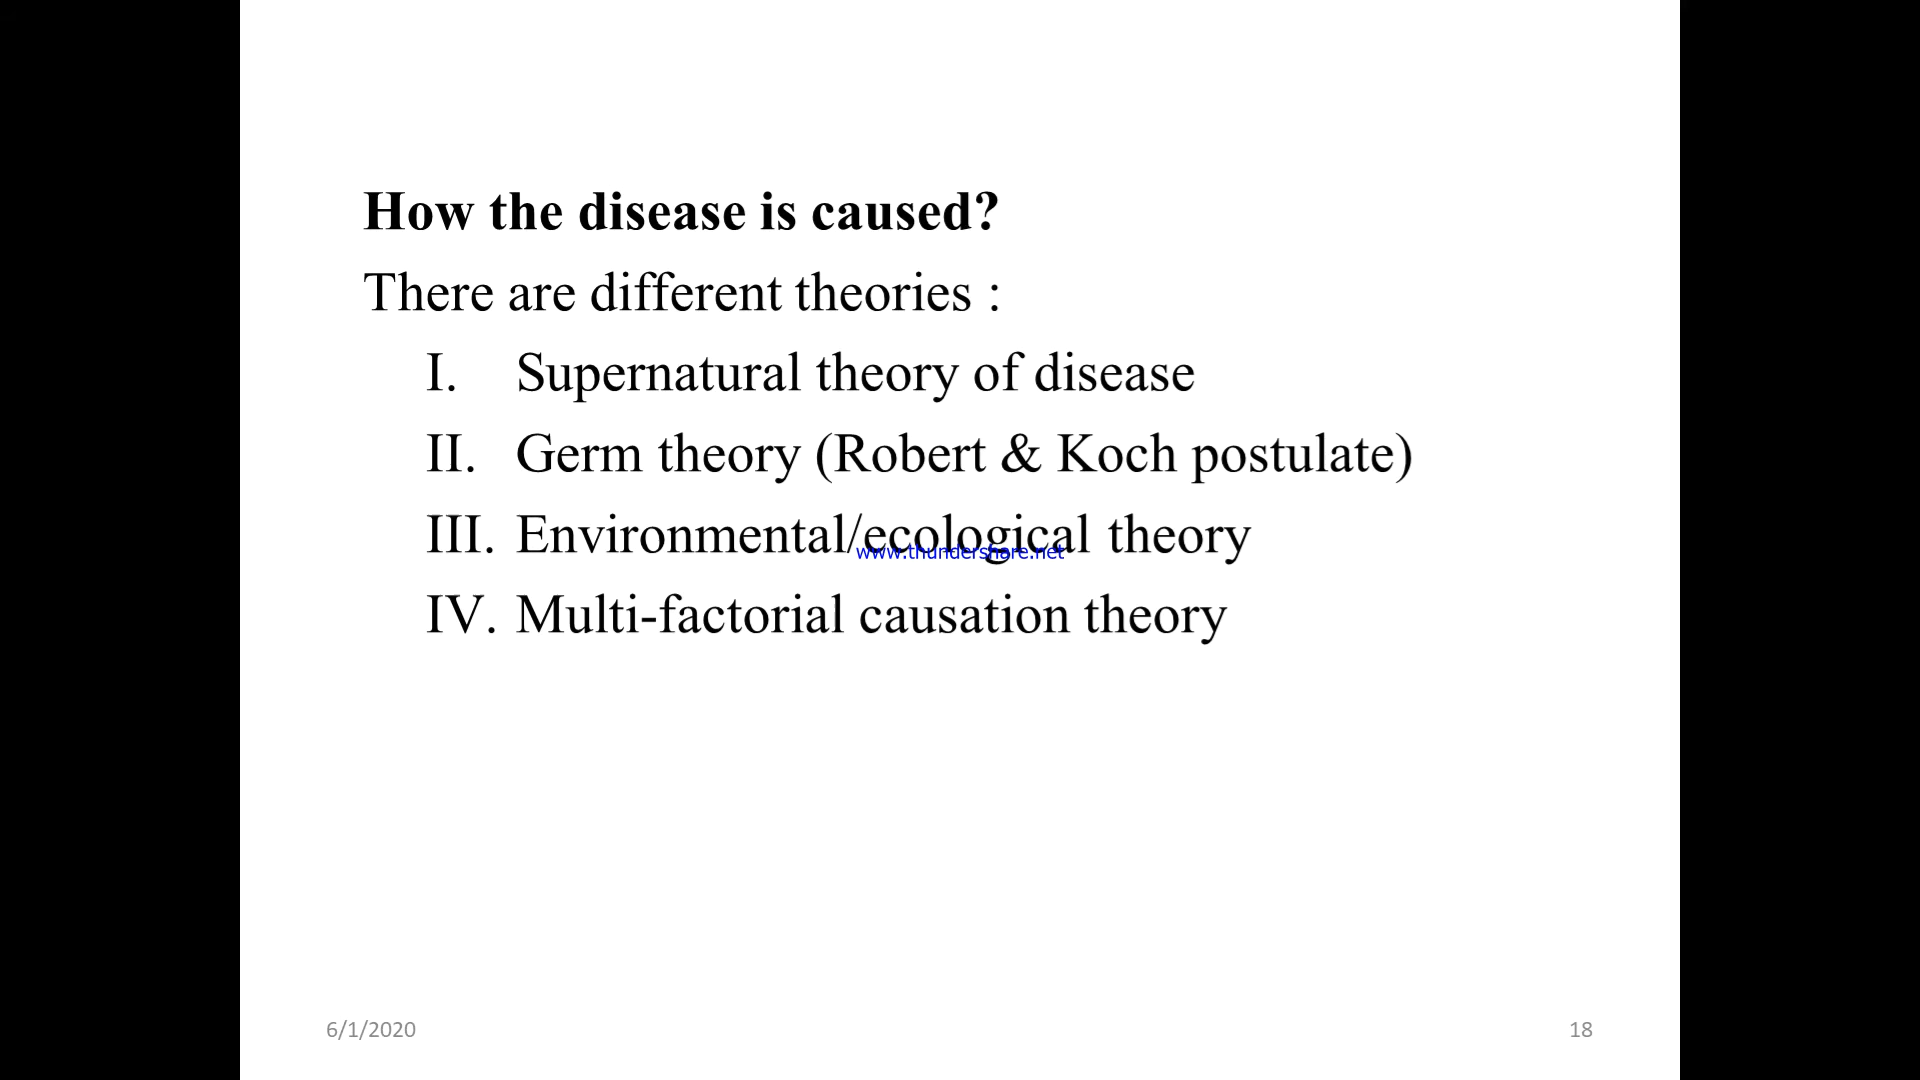 How the disease is caused?
There are different theories :
I. Supernatural theory of disease
II. Germ theory (Robert & Koch postulate)
III. Environmental/ecological theory
www.thundershare.net
IV. Multi-factorial causation theory
6/1/2020
18